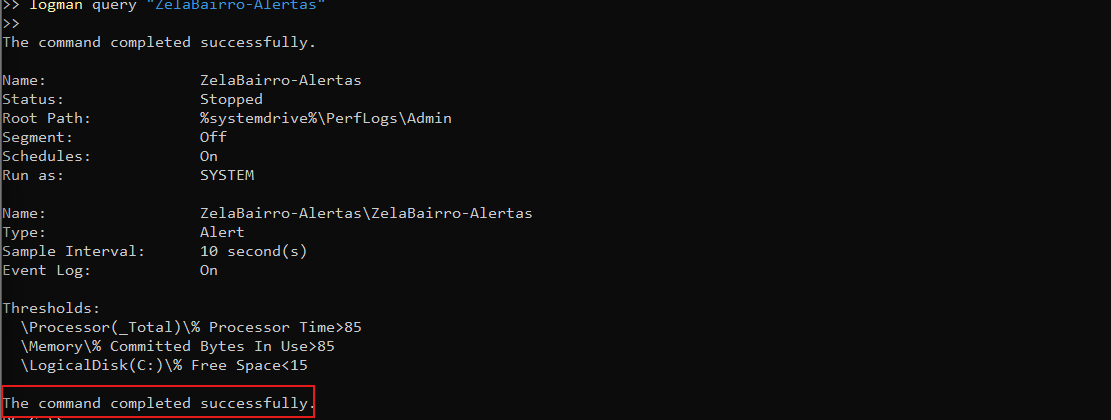 >> logman query "ZelaBairro-Alertas"
>>
The command completed successfully.
Name: ZelaBairro-Alertas
Status: Stopped
Root Path: %systemdrive%\PerfLogs\Admin
Segment: Off
Schedules: On
Run as: SYSTEM
Name: ZelaBairro-Alertas\ZelaBairro-Alertas
Type: Alert
Sample Interval: 10 second(s)
Event Log: On
Thresholds:
\Processor(_Total)\% Processor Time>85
\Memory\% Committed Bytes In Use>85
\LogicalDisk(C:)\% Free Space<15
The command completed successfully.